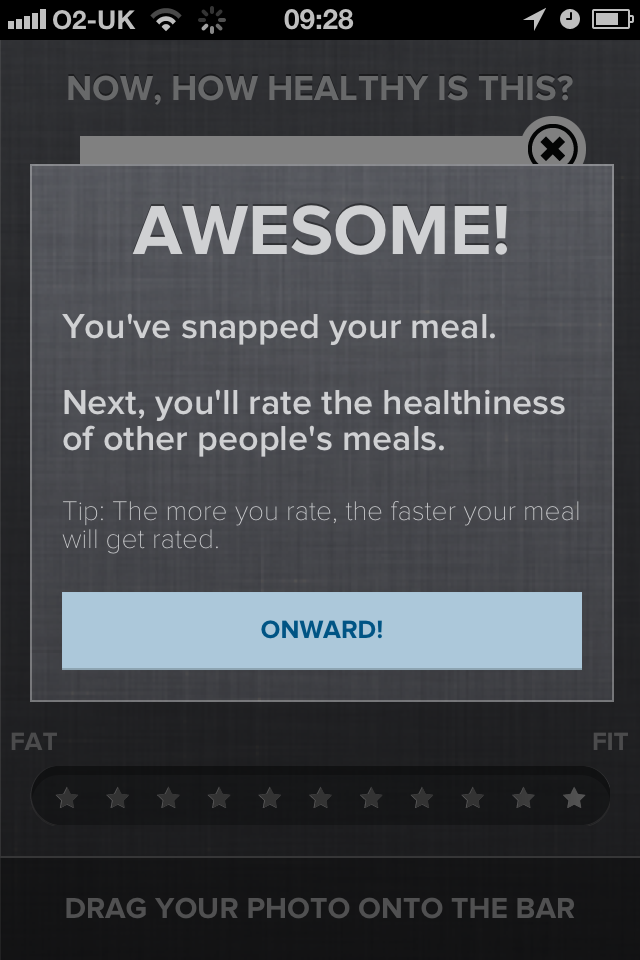 O2-UK 09:28
NOW, HOW HEALTHY IS THIS?
AWESOME!
You've snapped your meal.
Next, you'll rate the healthiness
of other people's meals.
Tip: The more you rate, the faster your meal
will get rated.
ONWARD!
FAT FIT
DRAG YOUR PHOTO ONTO THE BAR